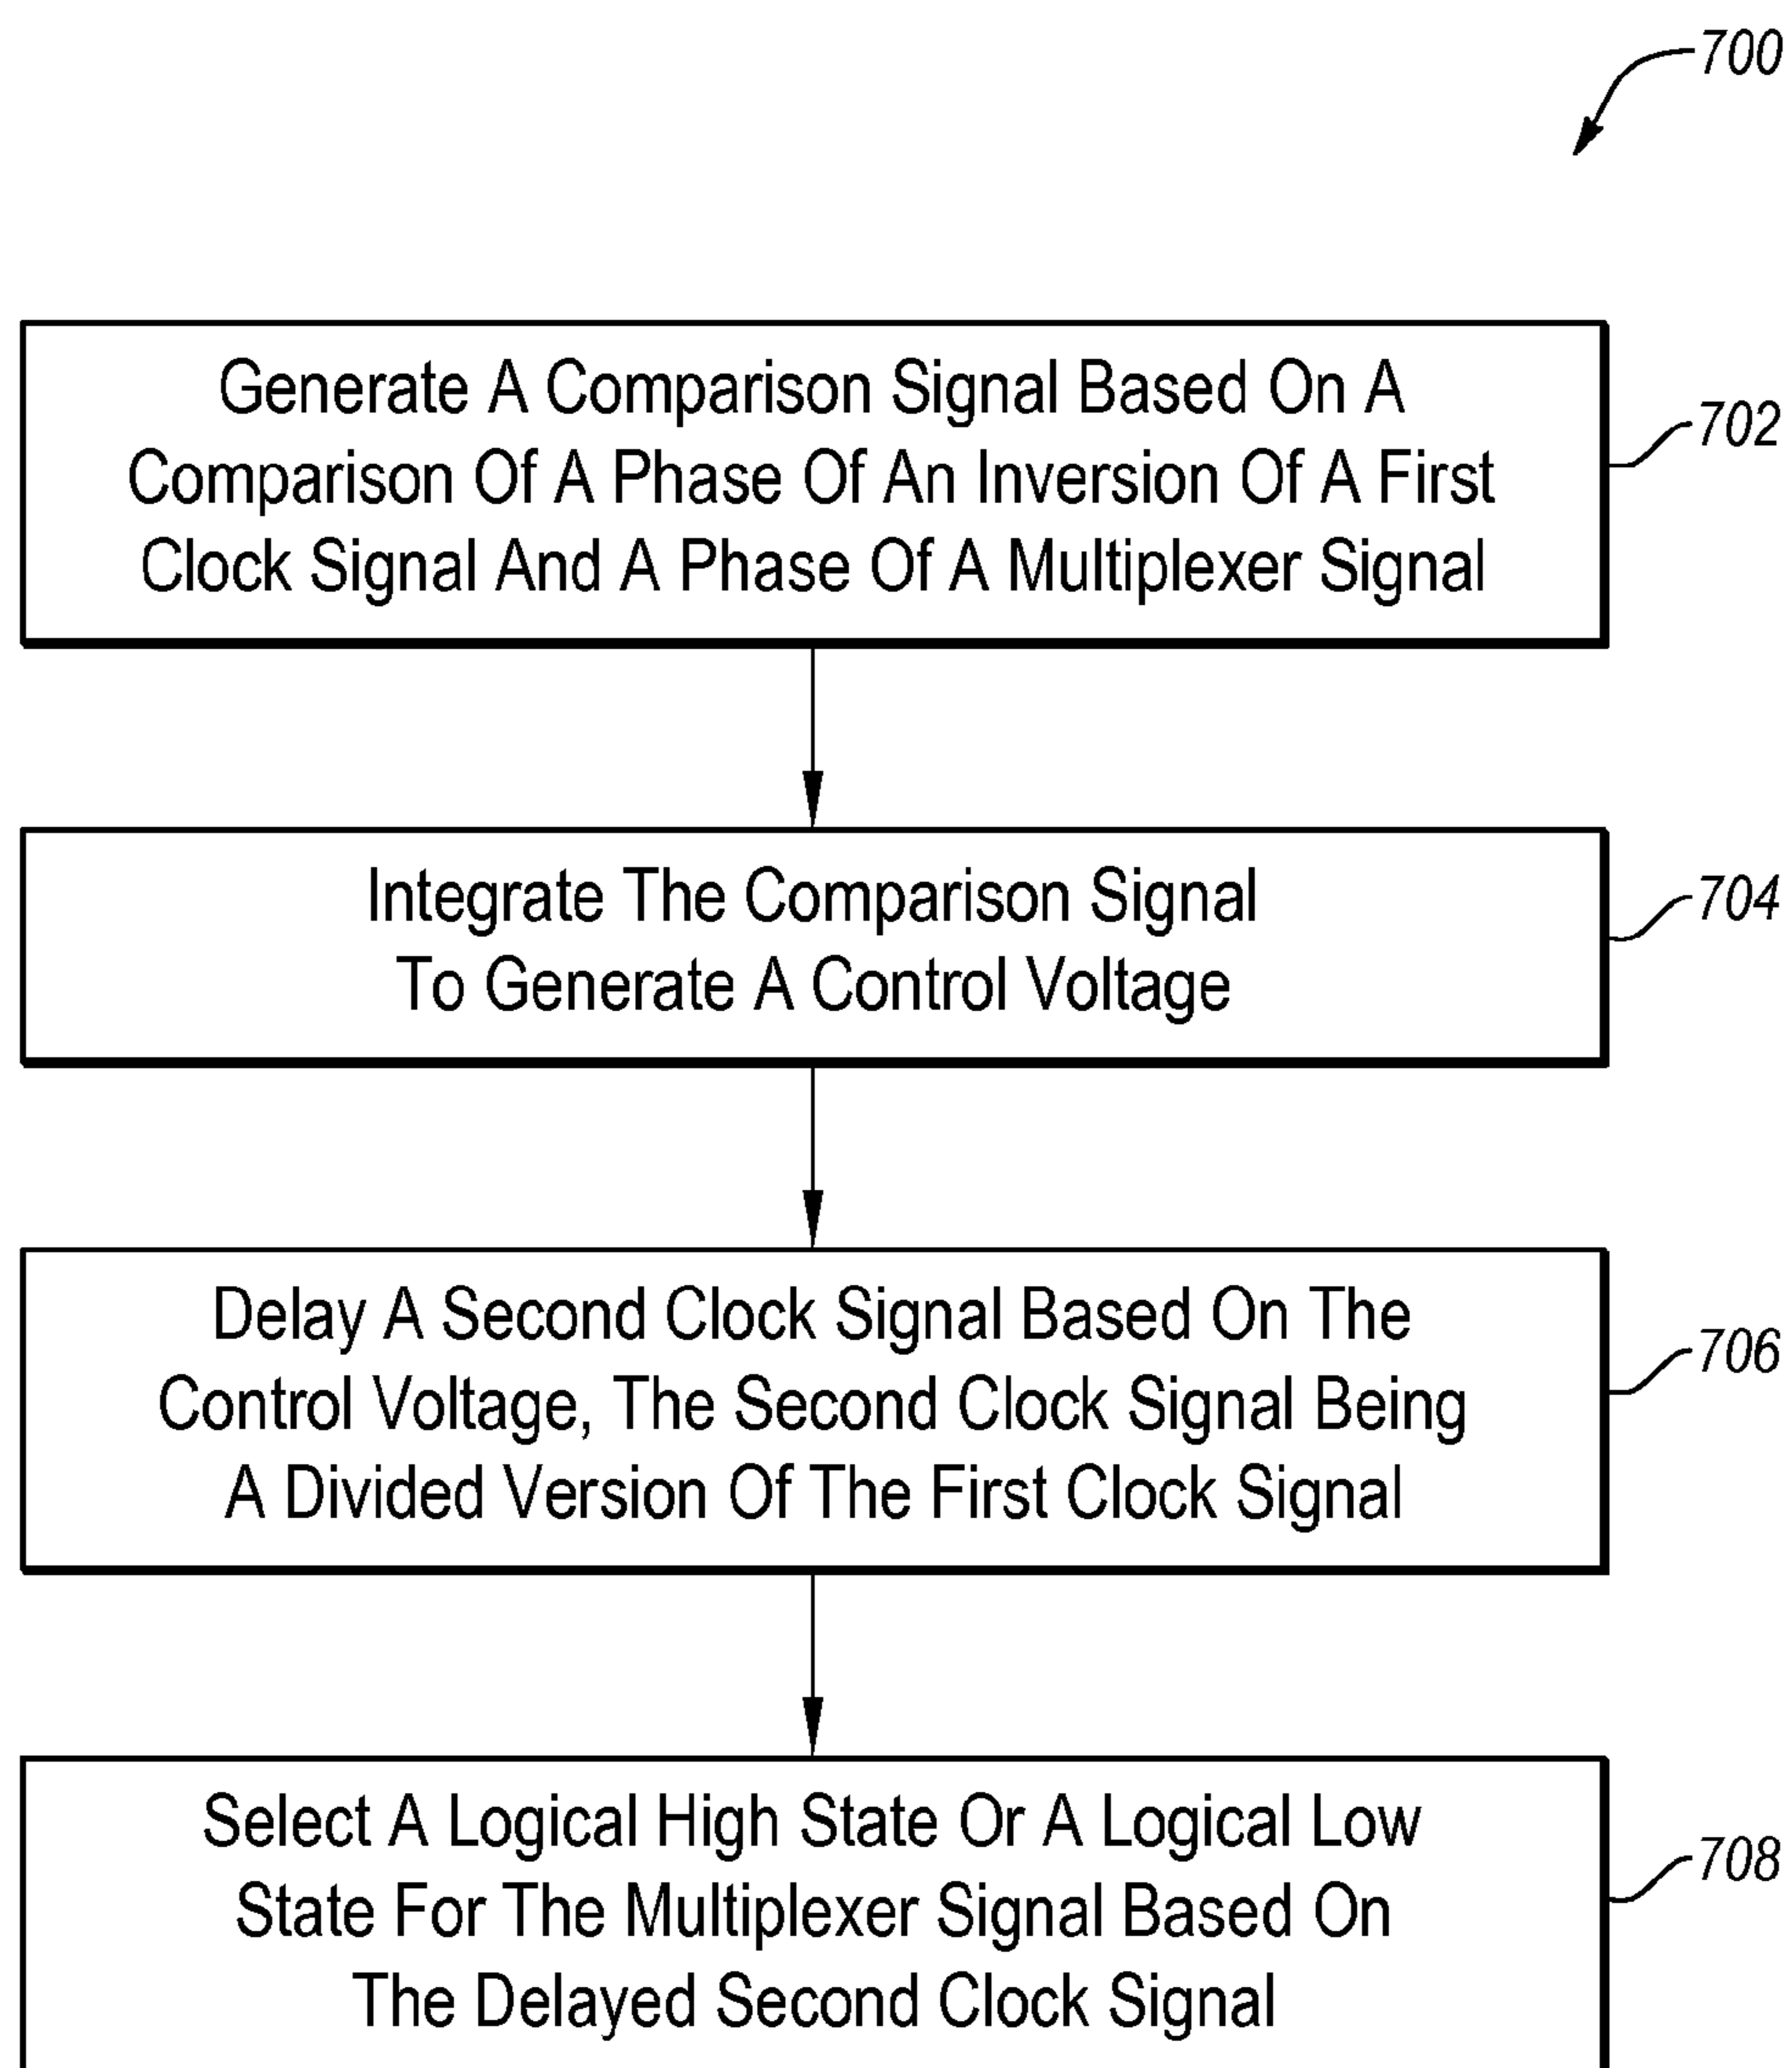 700
Generate A Comparison Signal Based On A
Comparison Of A Phase Of An Inversion Of A First
Clock Signal And A Phase Of A Multiplexer Signal
702
Integrate The Comparison Signal
To Generate A Control Voltage
704
Delay A Second Clock Signal Based On The
Control Voltage, The Second Clock Signal Being
A Divided Version Of The First Clock Signal
706
Select A Logical High State Or A Logical Low
State For The Multiplexer Signal Based On
The Delayed Second Clock Signal
708